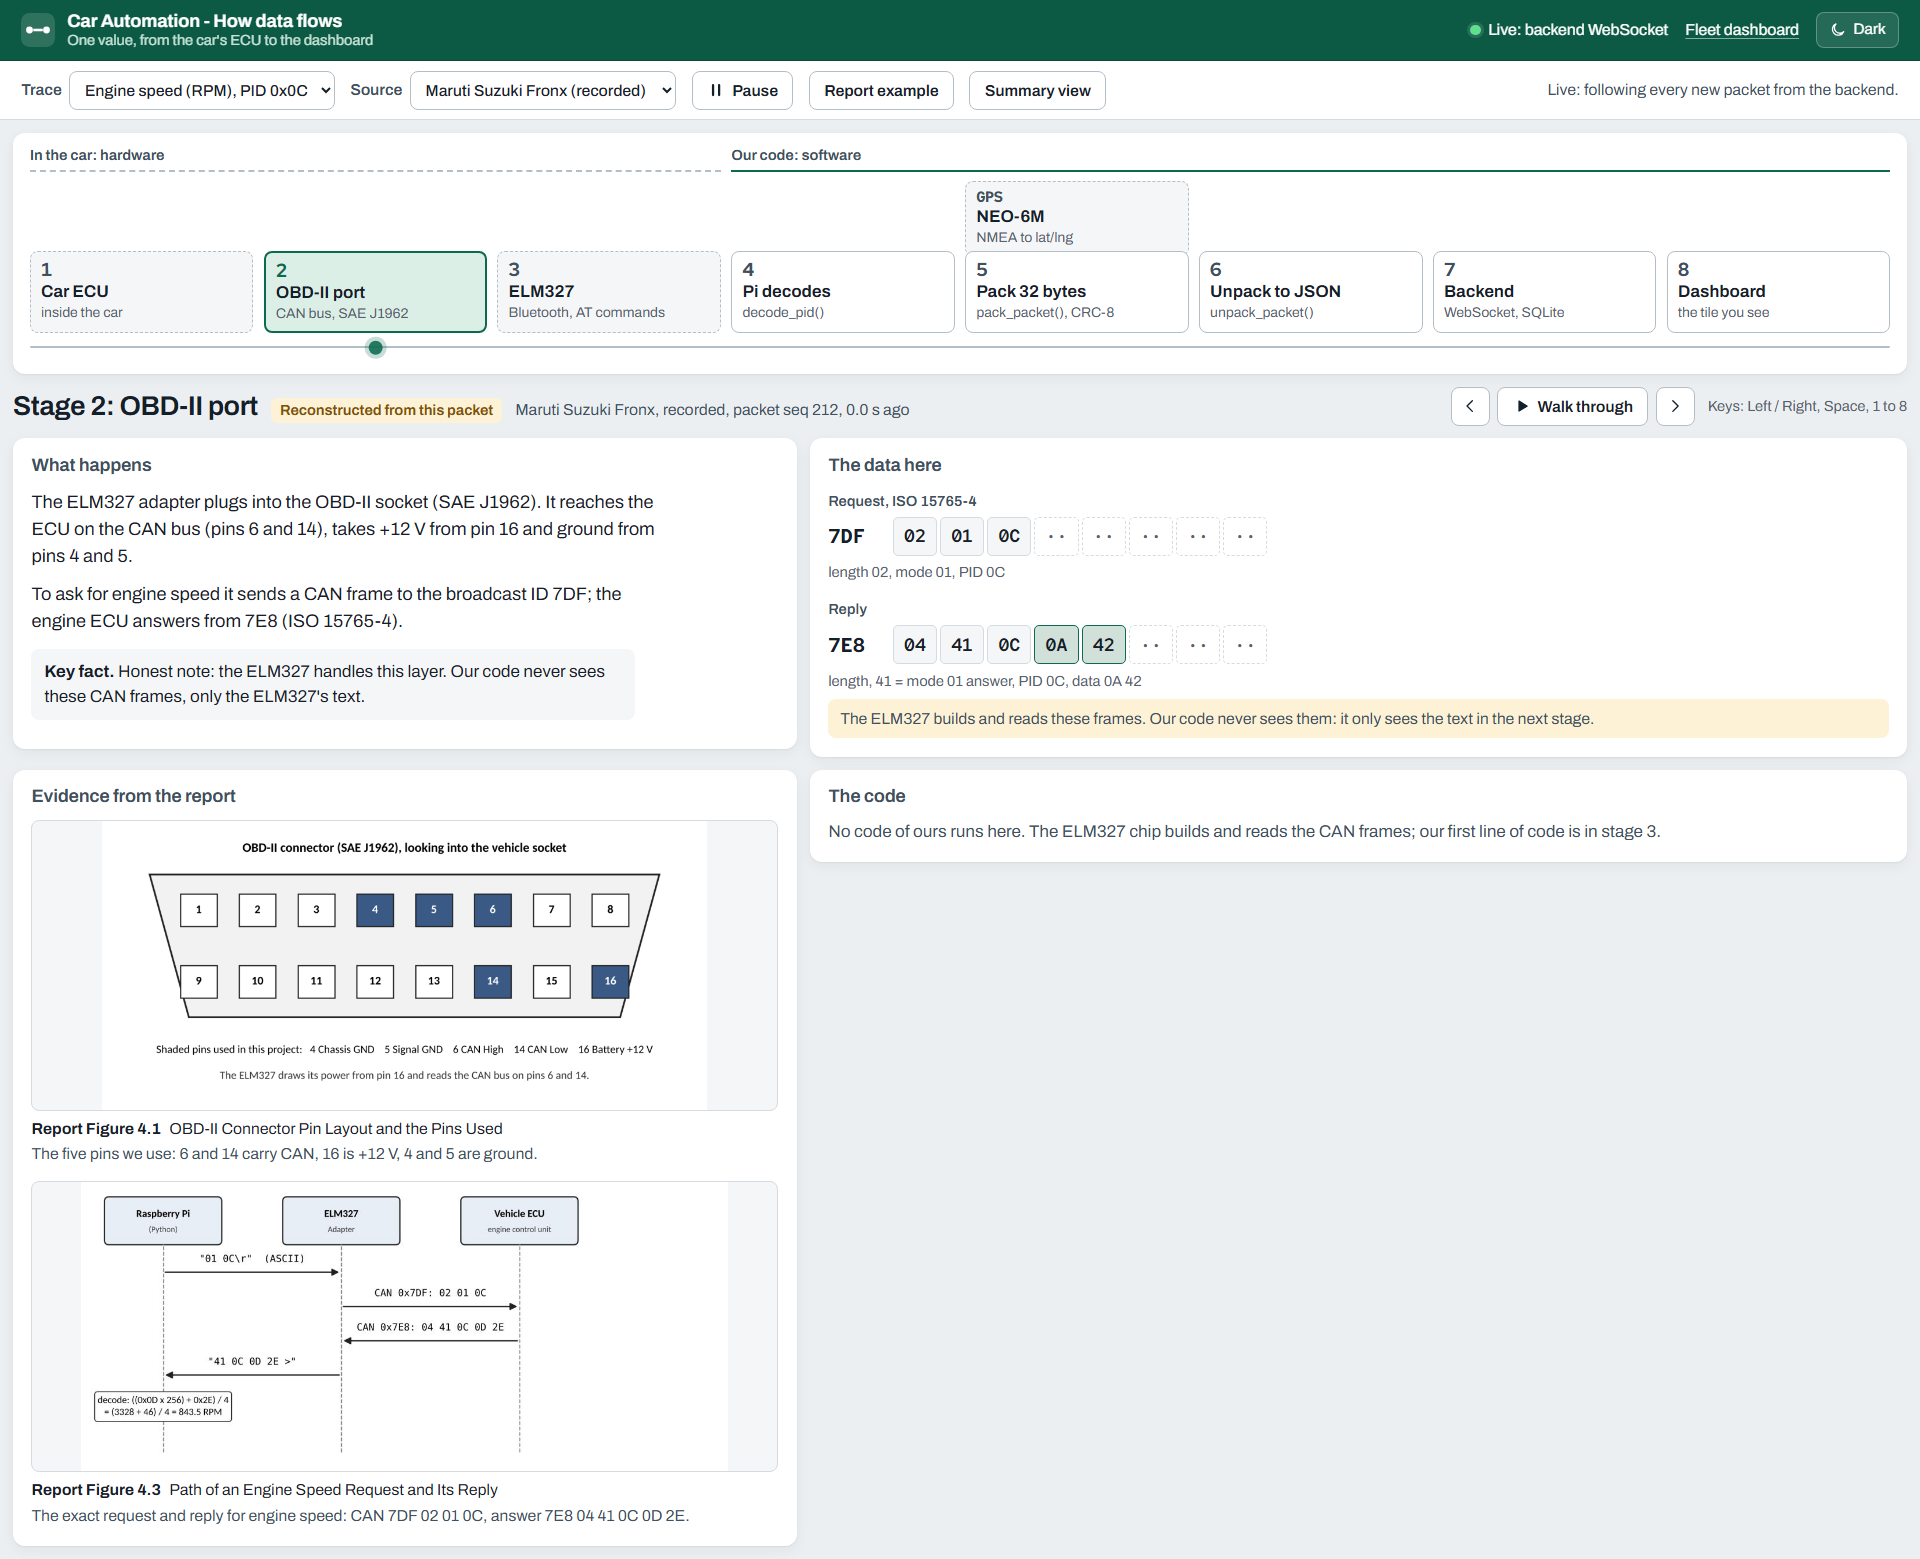 Car Automation - How data flows
One value, from the car's ECU to the dashboard
Live: backend WebSocket
Fleet dashboard
Dark
Trace
Engine speed (RPM), PID 0x0C
Source
Maruti Suzuki Fronx (recorded)
Pause
Report example
Summary view
Live: following every new packet from the backend.
In the car: hardware
Our code: software
GPS
NEO-6M
NMEA to lat/lng
1
Car ECU
inside the car
2
OBD-II port
CAN bus, SAE J1962
3
ELM327
Bluetooth, AT commands
4
Pi decodes
decode_pid()
5
Pack 32 bytes
pack_packet(), CRC-8
6
Unpack to JSON
unpack_packet()
7
Backend
WebSocket, SQLite
8
Dashboard
the tile you see
Stage 2: OBD-II port
Reconstructed from this packet
Maruti Suzuki Fronx, recorded, packet seq 212, 0.0 s ago
Walk through
Keys: Left / Right, Space, 1 to 8
What happens
The ELM327 adapter plugs into the OBD-II socket (SAE J1962). It reaches the
ECU on the CAN bus (pins 6 and 14), takes +12 V from pin 16 and ground from
pins 4 and 5.
To ask for engine speed it sends a CAN frame to the broadcast ID 7DF; the
engine ECU answers from 7E8 (ISO 15765-4).
Key fact. Honest note: the ELM327 handles this layer. Our code never sees
these CAN frames, only the ELM327's text.
The data here
Request, ISO 15765-4
7DF 02 01 0C ·· ·· ·· ·· ··
length 02, mode 01, PID 0C
Reply
7E8 04 41 0C 0A 42 ·· ·· ··
length, 41 = mode 01 answer, PID 0C, data 0A 42
The ELM327 builds and reads these frames. Our code never sees them: it only sees the text in the next stage.
Evidence from the report
OBD-II connector (SAE J1962), looking into the vehicle socket
1 2 3 4 5 6 7 8
9 10 11 12 13 14 15 16
Shaded pins used in this project: 4 Chassis GND 5 Signal GND 6 CAN High 14 CAN Low 16 Battery +12 V
The ELM327 draws its power from pin 16 and reads the CAN bus on pins 6 and 14.
Report Figure 4.1 OBD-II Connector Pin Layout and the Pins Used
The five pins we use: 6 and 14 carry CAN, 16 is +12 V, 4 and 5 are ground.
Raspberry Pi
(Python)
ELM327
Adapter
Vehicle ECU
engine control unit
"01 0C\r" (ASCII)
CAN 0x7DF: 02 01 0C
CAN 0x7E8: 04 41 0C 0D 2E
"41 0C 0D 2E >"
decode: ((0x0D x 256) + 0x2E) / 4
= (3328 + 46) / 4 = 843.5 RPM
Report Figure 4.3 Path of an Engine Speed Request and Its Reply
The exact request and reply for engine speed: CAN 7DF 02 01 0C, answer 7E8 04 41 0C 0D 2E.
The code
No code of ours runs here. The ELM327 chip builds and reads the CAN frames; our first line of code is in stage 3.